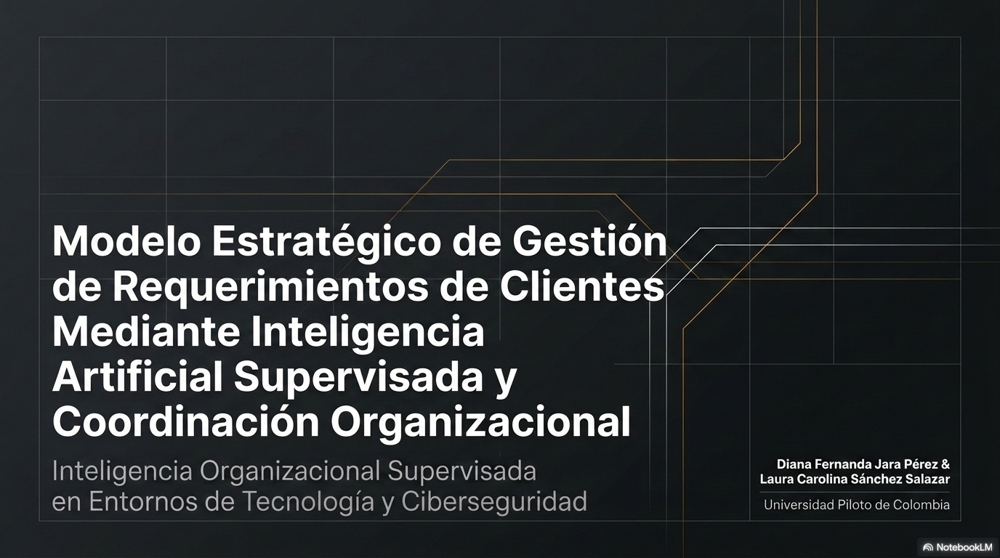 Modelo Estratégico de Gestión
de Requerimientos de Clientes
Mediante Inteligencia
Artificial Supervisada y
Coordinación Organizacional
Inteligencia Organizacional Supervisada
en Entornos de Tecnología y Ciberseguridad
Diana Fernanda Jara Pérez &
Laura Carolina Sánchez Salazar
Universidad Piloto de Colombia
NotebookLM